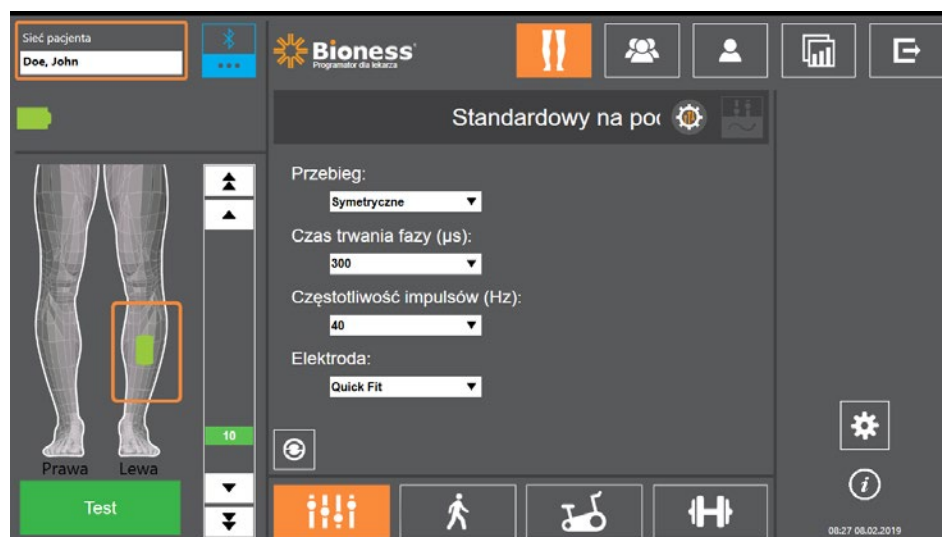 Sieć pacjenta
Doe, John
Bioness
Programator dla lekarza
Standardowy na poc
Przebieg:
Symetryczne
Czas trwania fazy (µs):
300
Częstotliwość impulsów (Hz):
40
Elektroda:
Quick Fit
10
Prawa Lewa
Test
08:27 08.02.2019